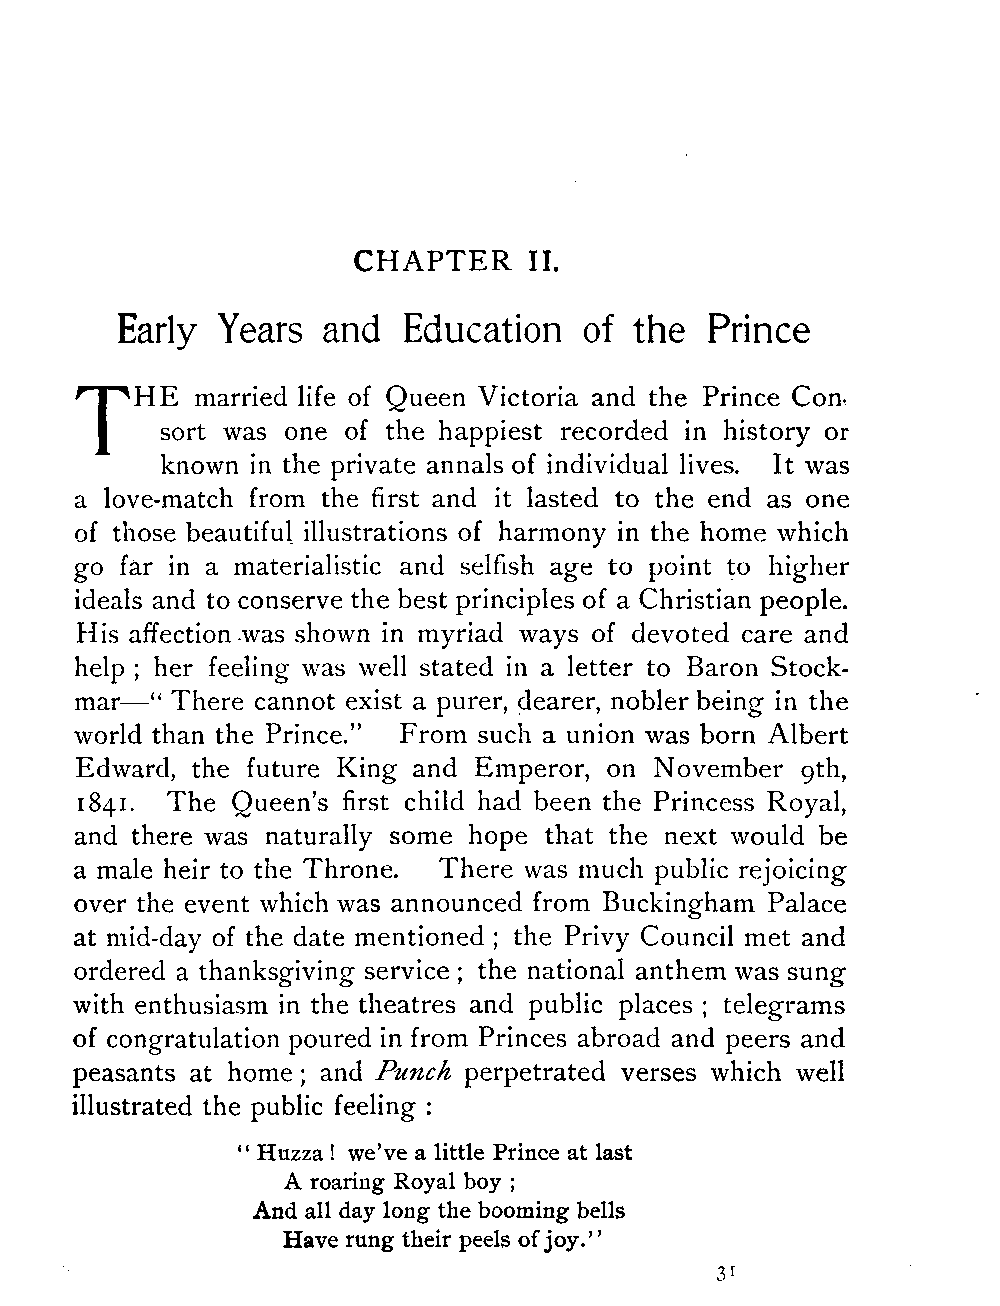 CHAPTER II.
Early Years and Education of the Prince
THE married life of Queen Victoria and the Prince Con-
sort was one of the happiest recorded in history or
known in the private annals of individual lives. It was
a love-match from the first and it lasted to the end as one
of those beautiful illustrations of harmony in the home which
go far in a materialistic and selfish age to point to higher
ideals and to conserve the best principles of a Christian people.
His affection was shown in myriad ways of devoted care and
help ; her feeling was well stated in a letter to Baron Stock-
mar—“ There cannot exist a purer, dearer, nobler being in the
world than the Prince.” From such a union was born Albert
Edward, the future King and Emperor, on November 9th,
1841. The Queen's first child had been the Princess Royal,
and there was naturally some hope that the next would be
a male heir to the Throne. There was much public rejoicing
over the event which was announced from Buckingham Palace
at mid-day of the date mentioned ; the Privy Council met and
ordered a thanksgiving service ; the national anthem was sung
with enthusiasm in the theatres and public places ; telegrams
of congratulation poured in from Princes abroad and peers and
peasants at home ; and Punch perpetrated verses which well
illustrated the public feeling :
“ Huzza ! we've a little Prince at last
A roaring Royal boy ;
And all day long the booming bells
Have rung their peels of joy.”
31